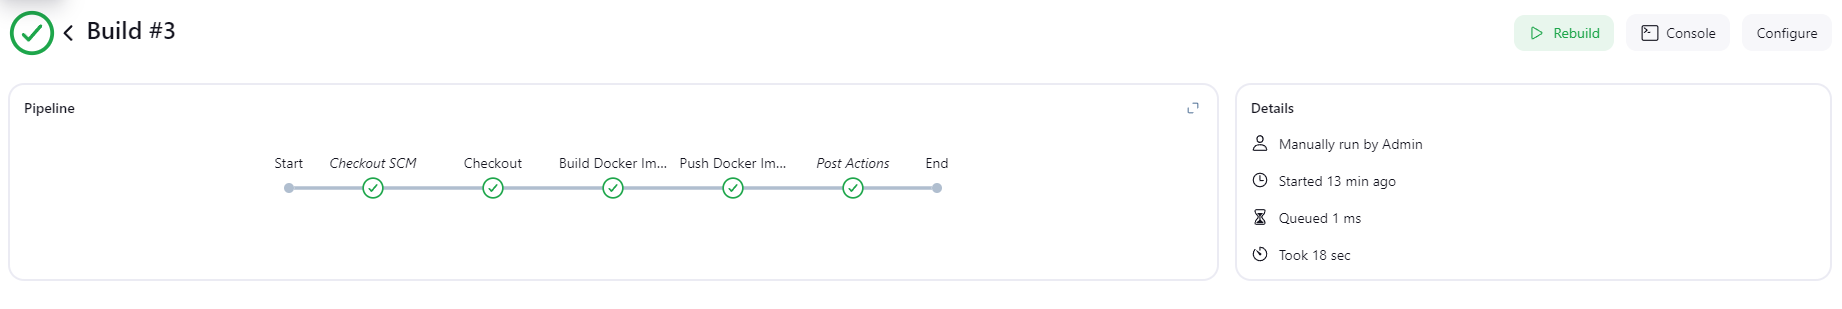 Build #3
Rebuild
Console
Configure
Pipeline
Start
Checkout SCM
Checkout
Build Docker Im...
Push Docker Im...
Post Actions
End
Details
Manually run by Admin
Started 13 min ago
Queued 1 ms
Took 18 sec